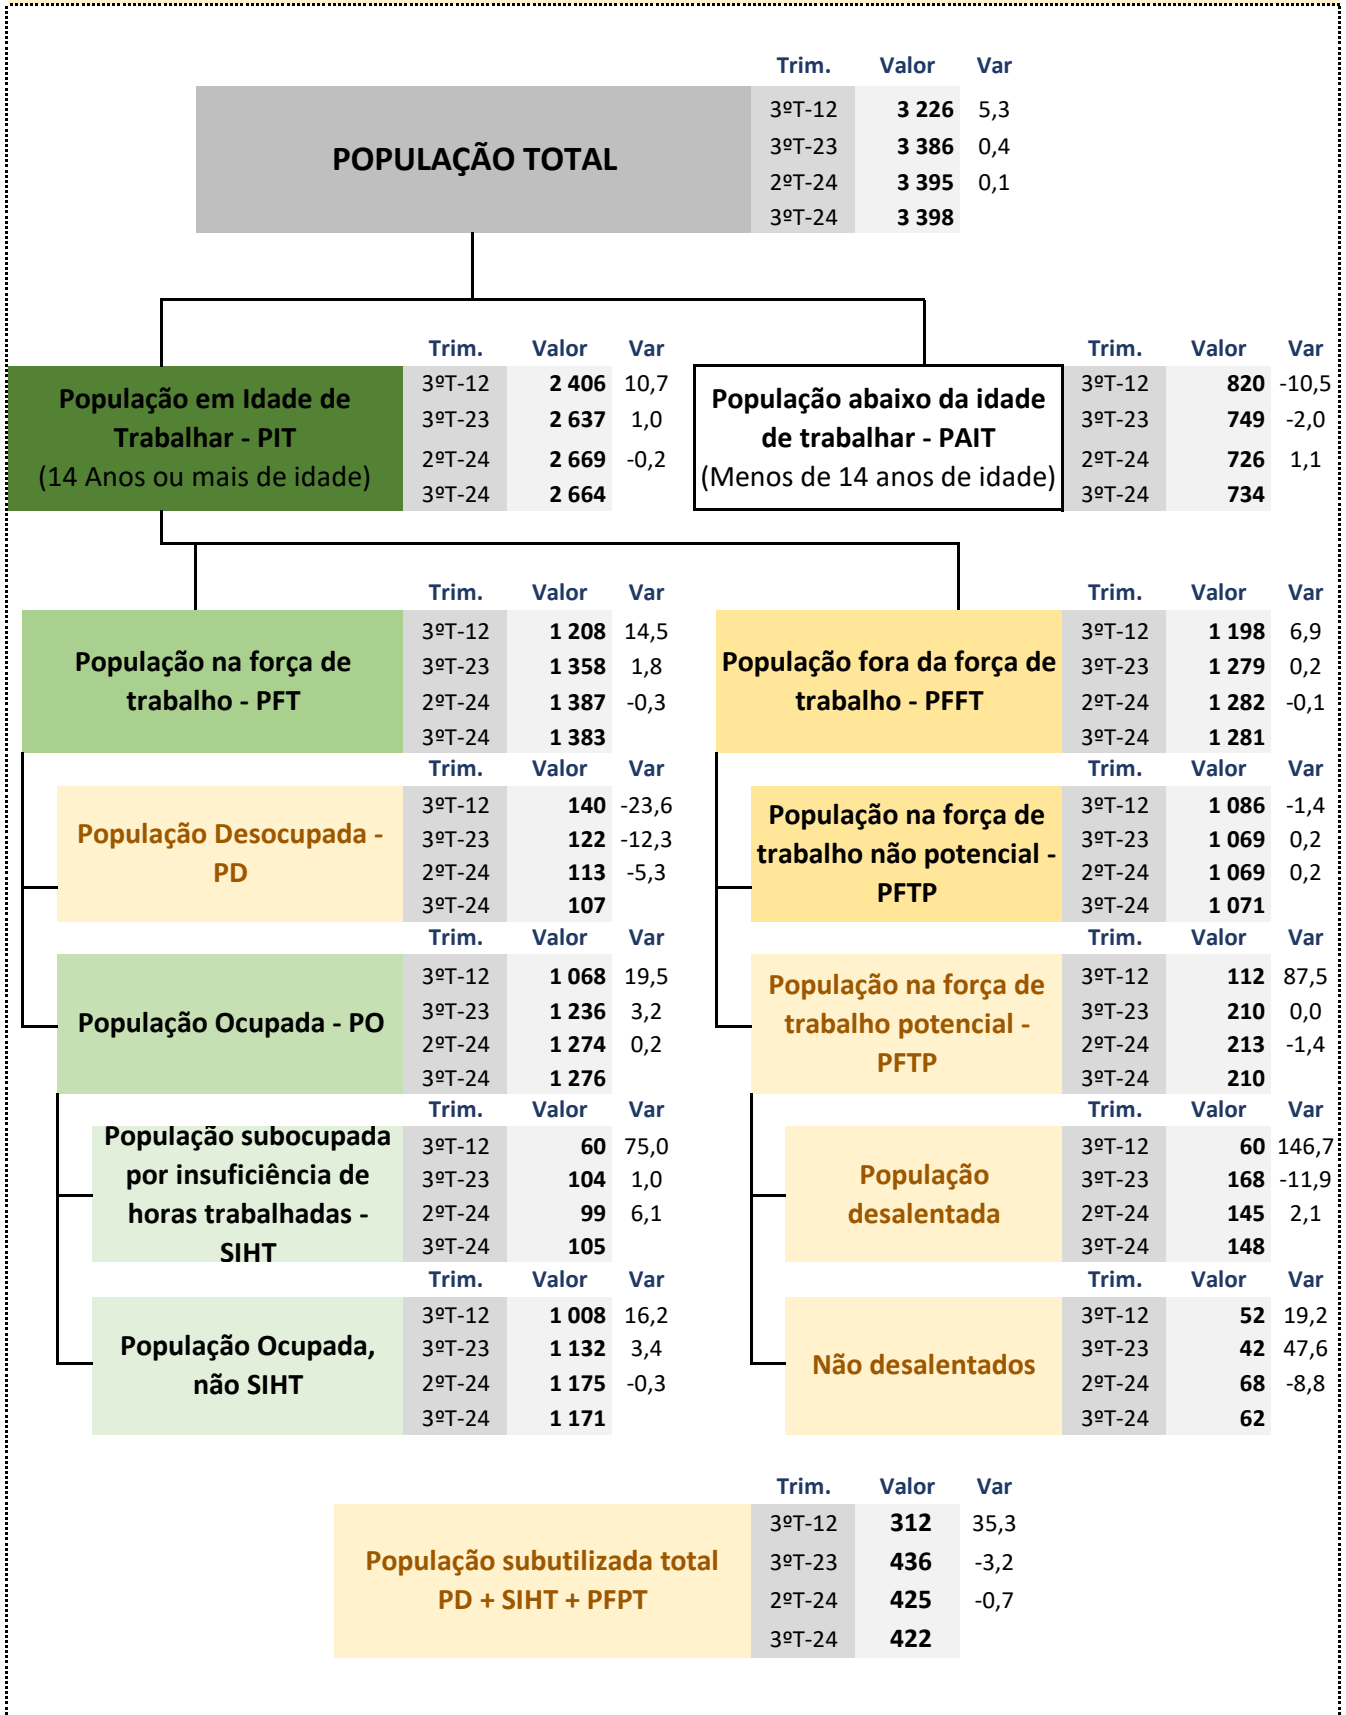 Trim. Valor Var
POPULAÇÃO TOTAL
3ºT-12 3 226 5,3
3ºT-23 3 386 0,4
2ºT-24 3 395 0,1
3ºT-24 3 398
Trim. Valor Var
População em Idade de
Trabalhar - PIT
(14 Anos ou mais de idade)
3ºT-12 2 406 10,7
3ºT-23 2 637 1,0
2ºT-24 2 669 -0,2
3ºT-24 2 664
Trim. Valor Var
População abaixo da idade
de trabalhar - PAIT
(Menos de 14 anos de idade)
3ºT-12 820 -10,5
3ºT-23 749 -2,0
2ºT-24 726 1,1
3ºT-24 734
Trim. Valor Var
População na força de
trabalho - PFT
3ºT-12 1 208 14,5
3ºT-23 1 358 1,8
2ºT-24 1 387 -0,3
3ºT-24 1 383
Trim. Valor Var
População Desocupada -
PD
3ºT-12 140 -23,6
3ºT-23 122 -12,3
2ºT-24 113 -5,3
3ºT-24 107
Trim. Valor Var
População Ocupada - PO
3ºT-12 1 068 19,5
3ºT-23 1 236 3,2
2ºT-24 1 274 0,2
3ºT-24 1 276
Trim. Valor Var
População subocupada
por insuficiência de
horas trabalhadas -
SIHT
3ºT-12 60 75,0
3ºT-23 104 1,0
2ºT-24 99 6,1
3ºT-24 105
Trim. Valor Var
População Ocupada,
não SIHT
3ºT-12 1 008 16,2
3ºT-23 1 132 3,4
2ºT-24 1 175 -0,3
3ºT-24 1 171
Trim. Valor Var
População fora da força de
trabalho - PFFT
3ºT-12 1 198 6,9
3ºT-23 1 279 0,2
2ºT-24 1 282 -0,1
3ºT-24 1 281
Trim. Valor Var
População na força de
trabalho não potencial -
PFTP
3ºT-12 1 086 -1,4
3ºT-23 1 069 0,2
2ºT-24 1 069 0,2
3ºT-24 1 071
Trim. Valor Var
População na força de
trabalho potencial -
PFTP
3ºT-12 112 87,5
3ºT-23 210 0,0
2ºT-24 213 -1,4
3ºT-24 210
Trim. Valor Var
População
desalentada
3ºT-12 60 146,7
3ºT-23 168 -11,9
2ºT-24 145 2,1
3ºT-24 148
Trim. Valor Var
Não desalentados
3ºT-12 52 19,2
3ºT-23 42 47,6
2ºT-24 68 -8,8
3ºT-24 62
Trim. Valor Var
População subutilizada total
PD + SIHT + PFPT
3ºT-12 312 35,3
3ºT-23 436 -3,2
2ºT-24 425 -0,7
3ºT-24 422